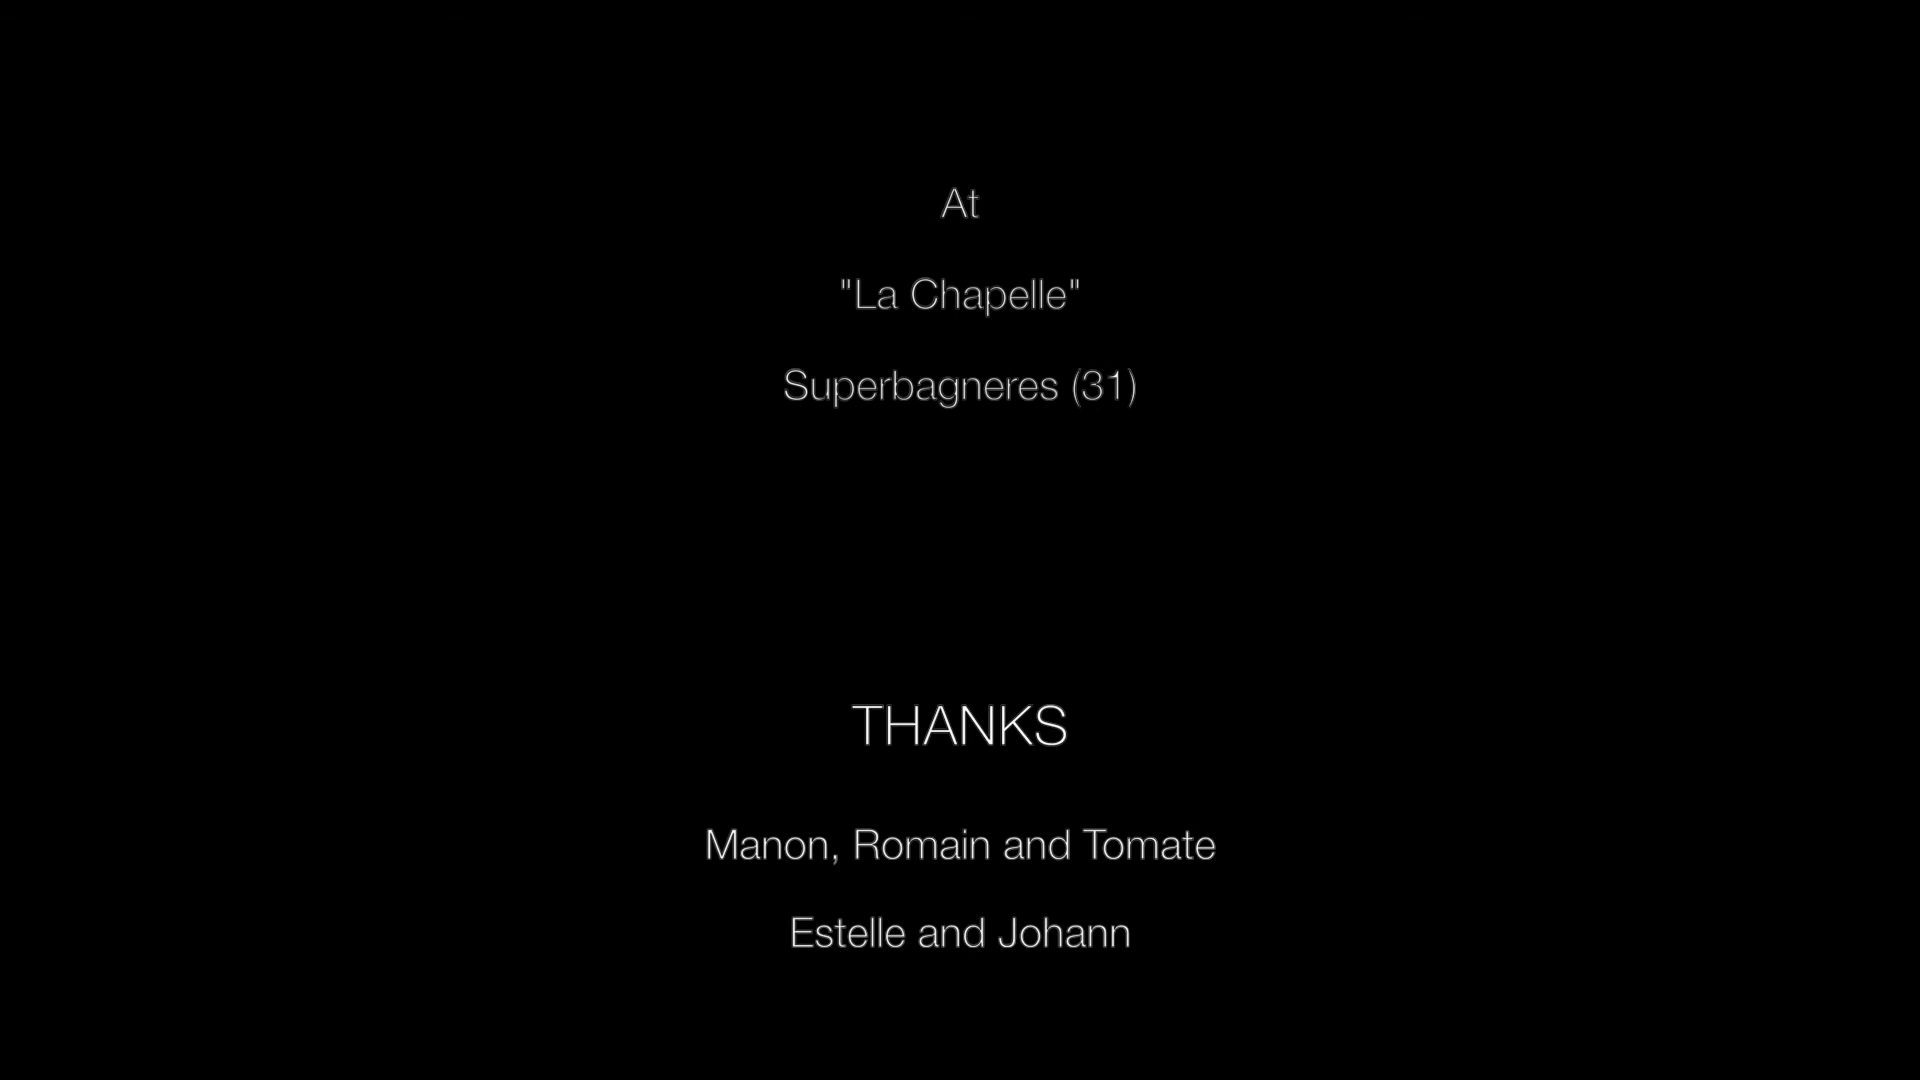 At
"La Chapelle"
Superbagneres (31)
THANKS
Manon, Romain and Tomate
Estelle and Johann